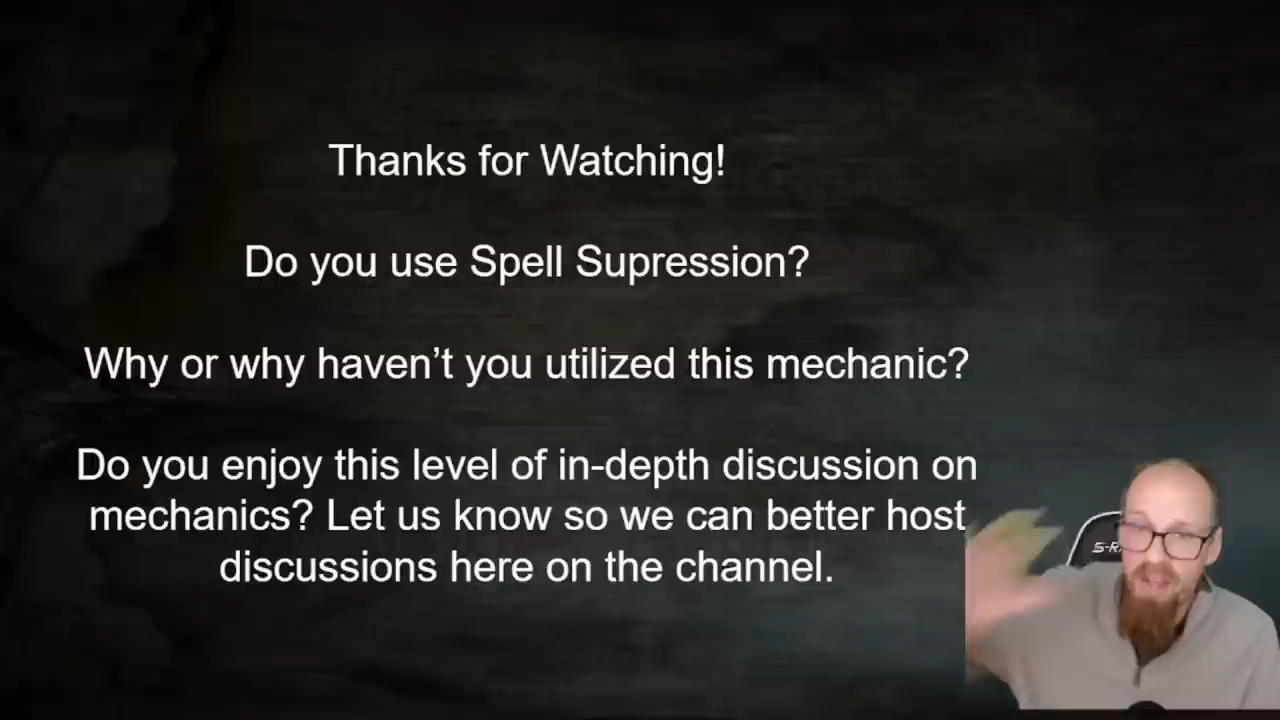 Thanks for Watching!
Do you use Spell Supression?
Why or why haven’t you utilized this mechanic?
Do you enjoy this level of in-depth discussion on
mechanics? Let us know so we can better host
discussions here on the channel.
S-R